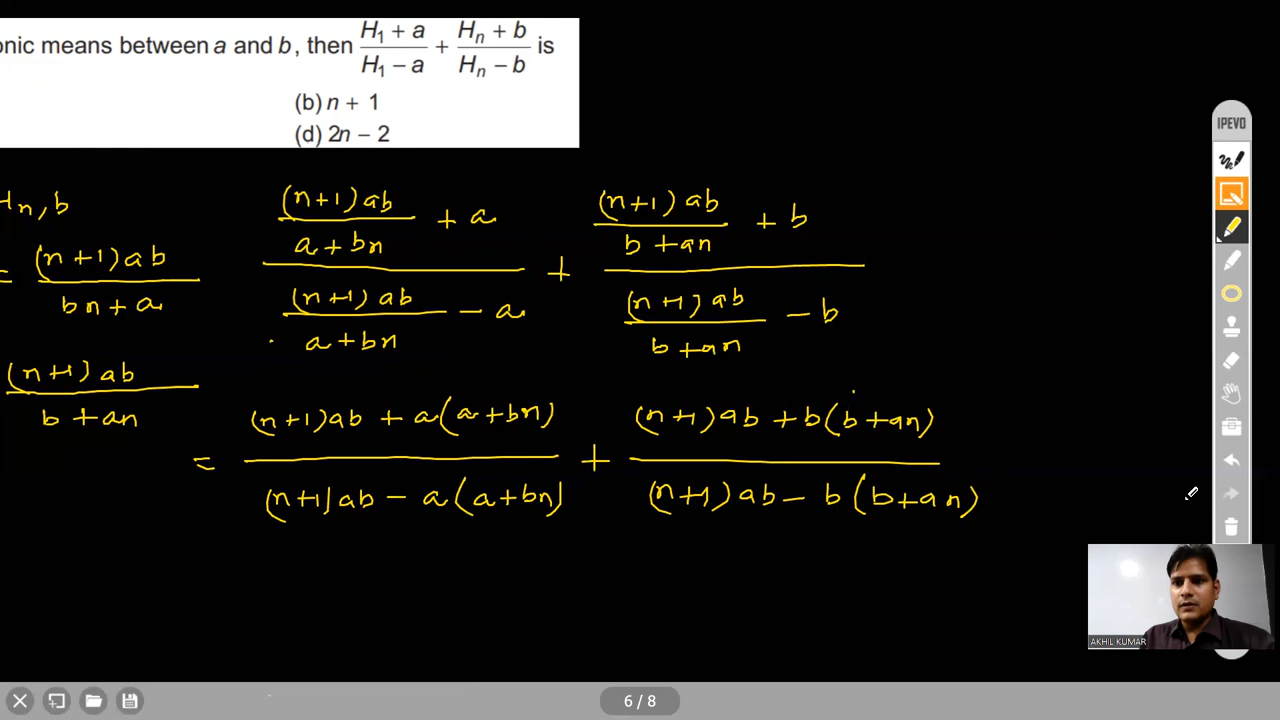 onic means between a and b, then (H₁ + a)/(H₁ − a) + (Hₙ + b)/(Hₙ − b) is
(b) n + 1
(d) 2n − 2
Hn, b
= (n+1)ab / (bn + a)
(n+1)ab / (b + an)
((n+1)ab/(a + bn) + a) / ((n+1)ab/(a + bn) − a) + ((n+1)ab/(b + an) + b) / ((n+1)ab/(b + an) − b)
= ((n+1)ab + a(a+bn)) / ((n+1)ab − a(a+bn)) + ((n+1)ab + b(b+an)) / ((n+1)ab − b(b+an))
IPEVO
AKHIL KUMAR
6 / 8